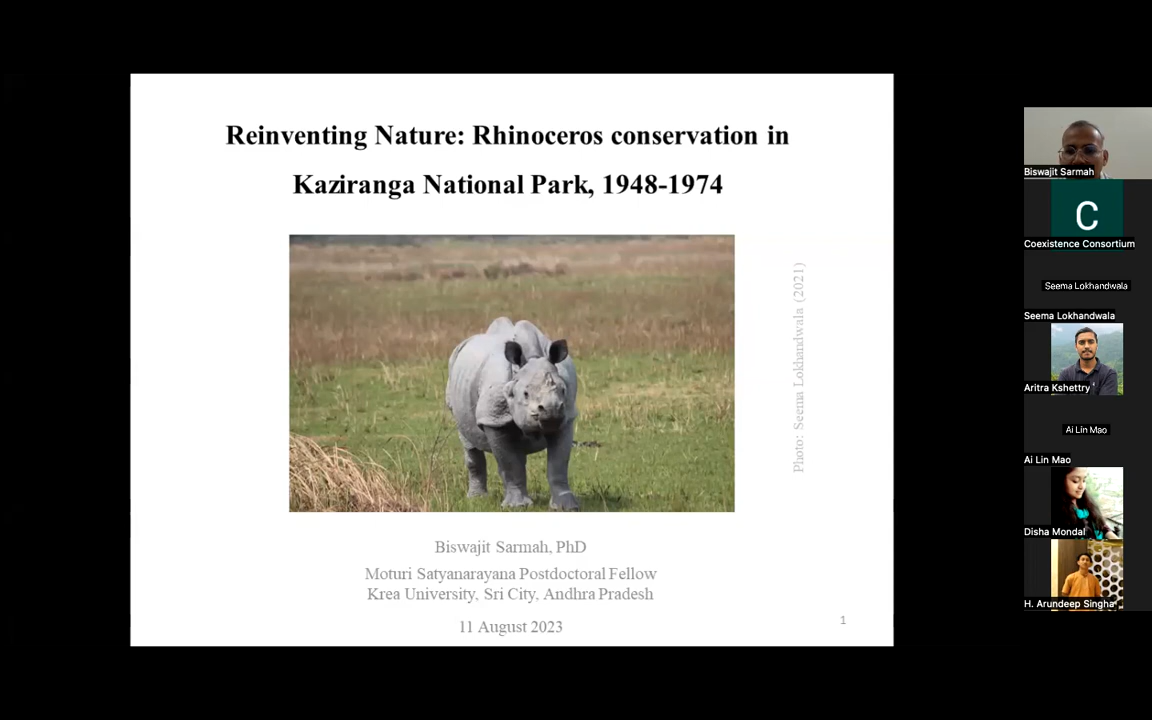 Reinventing Nature: Rhinoceros conservation in
Kaziranga National Park, 1948-1974
Photo: Seema Lokhandwala (2021)
Biswajit Sarmah, PhD
Moturi Satyanarayana Postdoctoral Fellow
Krea University, Sri City, Andhra Pradesh
11 August 2023
1
Biswajit Sarmah
C
Coexistence Consortium
Seema Lokhandwala
Seema Lokhandwala
Aritra Kshettry
Ai Lin Mao
Ai Lin Mao
Disha Mondal
H. Arundeep Singha